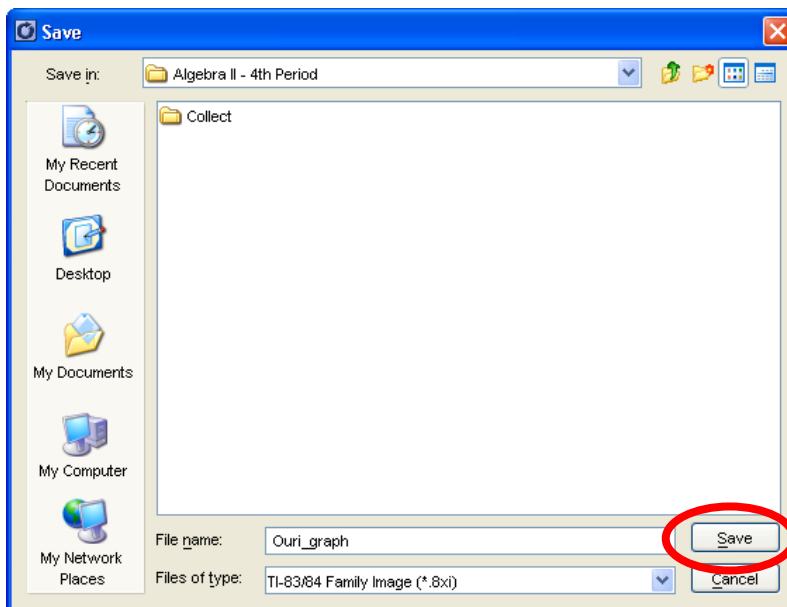 Save
Save in:
Algebra II - 4th Period
Collect
My Recent
Documents
Desktop
My Documents
My Computer
My Network
Places
File name:
Ouri_graph
Save
Files of type:
TI-83/84 Family Image (*.8xi)
Cancel